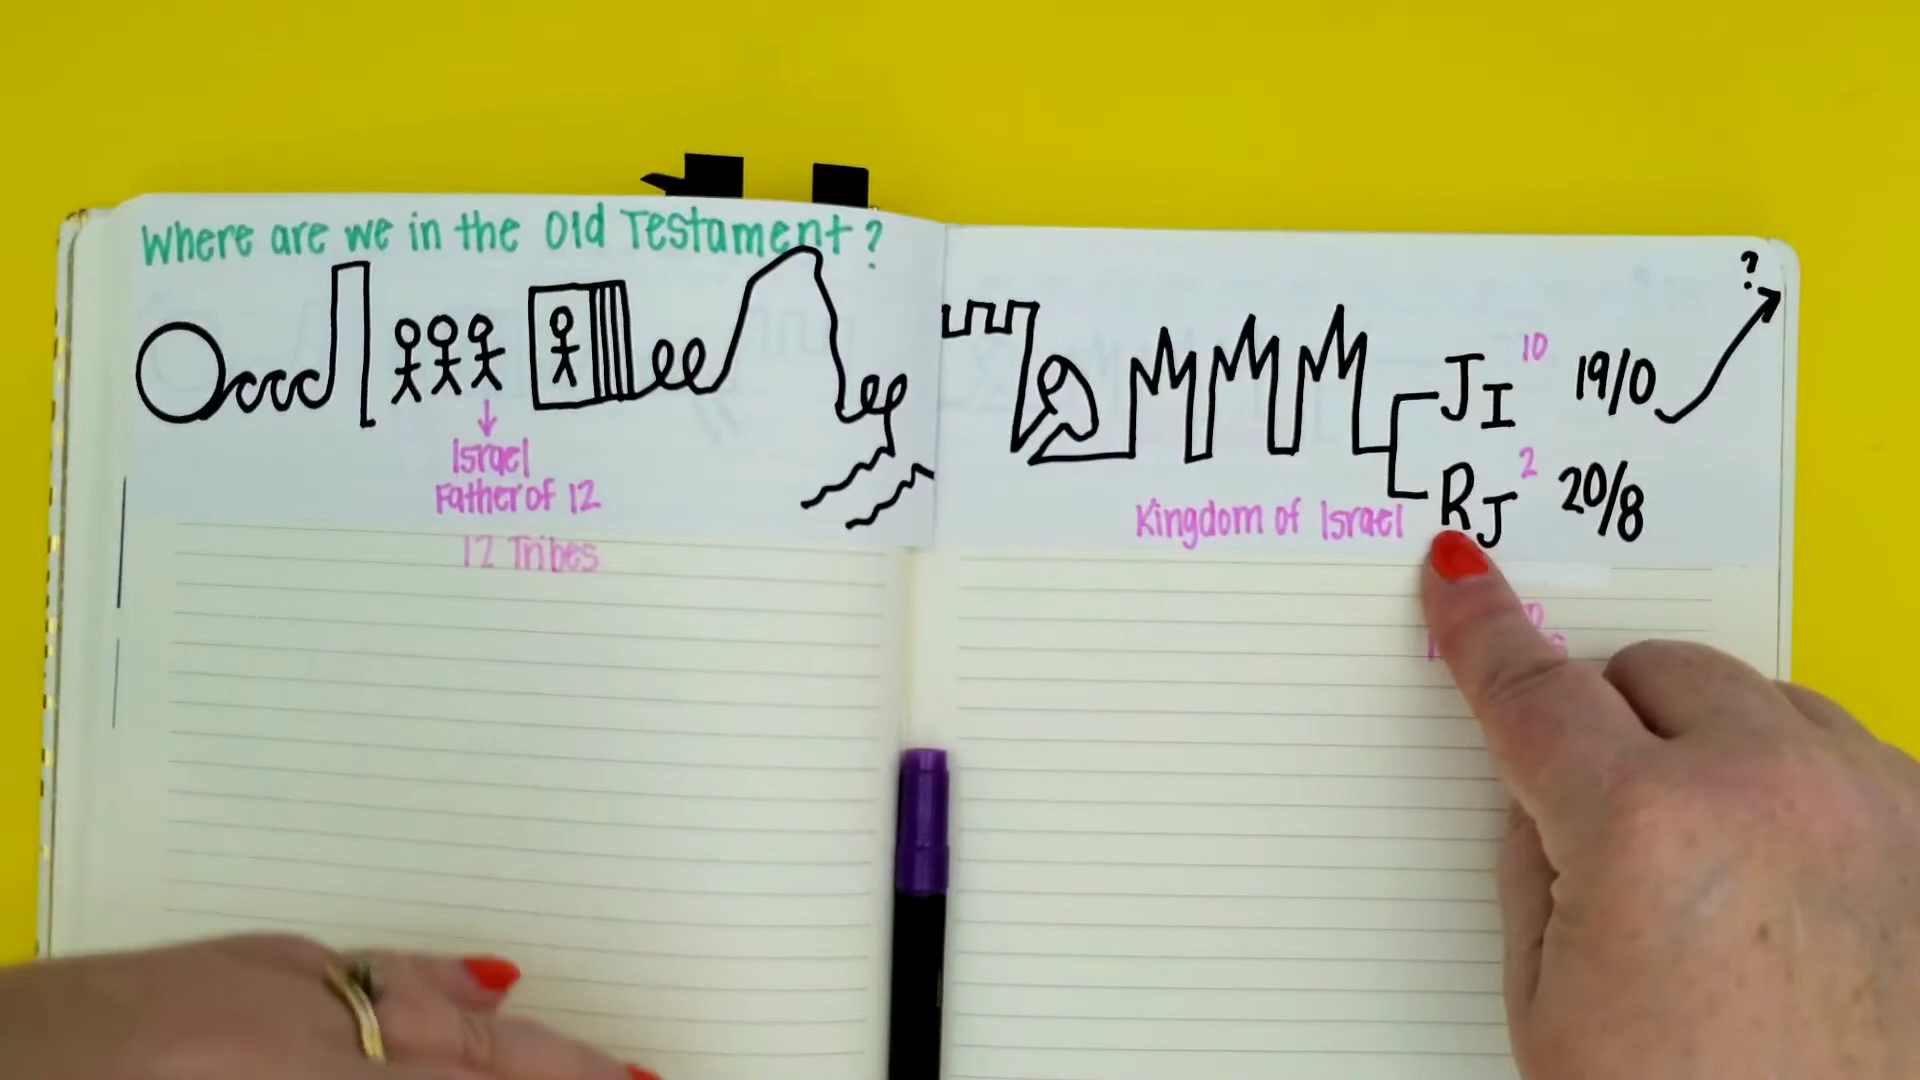 Where are we in the Old Testament?
Israel
Father of 12
12 Tribes
?
JI 10 19/0
RJ 2 20/8
Kingdom of Israel